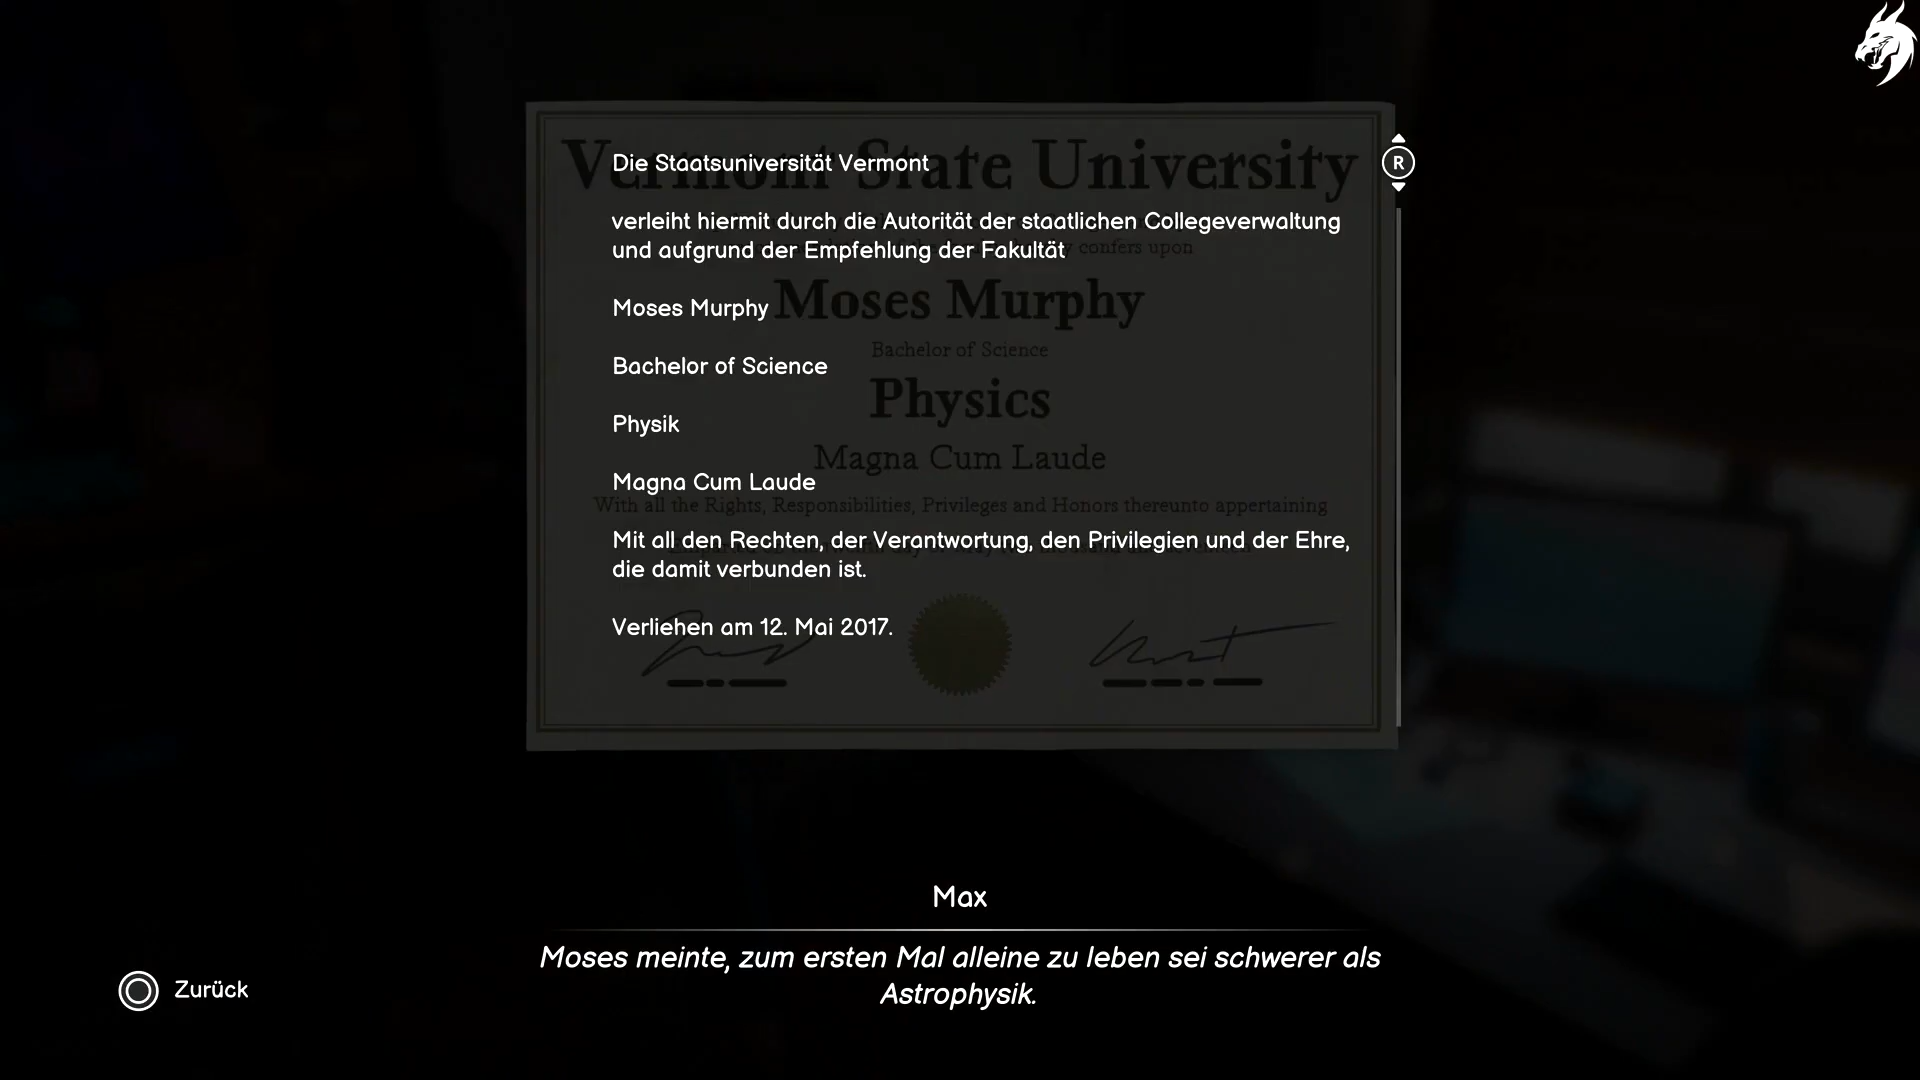 Vermont State University
Die Staatsuniversität Vermont
R
verleiht hiermit durch die Autorität der staatlichen Collegeverwaltung
und aufgrund der Empfehlung der Fakultät
confers upon
Moses Murphy
Moses Murphy
Bachelor of Science
Bachelor of Science
Physics
Physik
Magna Cum Laude
Magna Cum Laude
With all the Rights, Responsibilities, Privileges and Honors thereunto appertaining
Mit all den Rechten, der Verantwortung, den Privilegien und der Ehre,
die damit verbunden ist.
Verliehen am 12. Mai 2017.
Max
Moses meinte, zum ersten Mal alleine zu leben sei schwerer als
Astrophysik.
Zurück